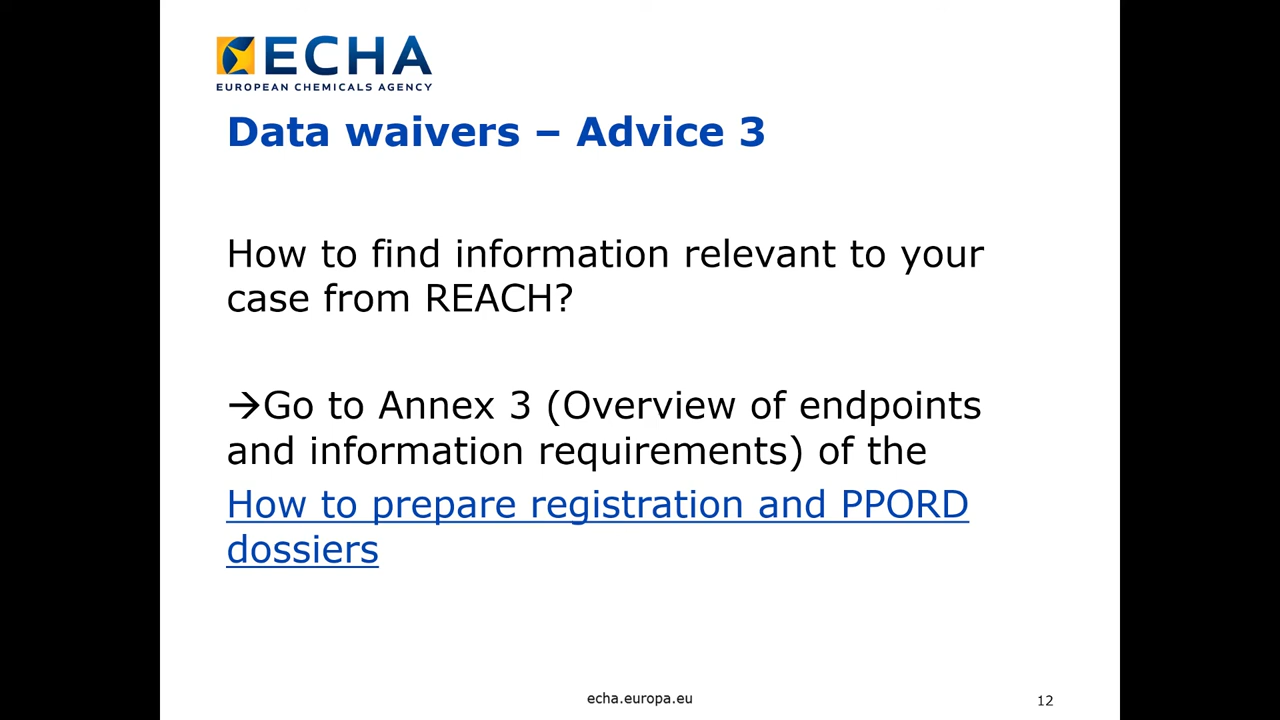 ECHA
EUROPEAN CHEMICALS AGENCY
Data waivers – Advice 3
How to find information relevant to your
case from REACH?
→Go to Annex 3 (Overview of endpoints
and information requirements) of the
How to prepare registration and PPORD
dossiers
echa.europa.eu
12